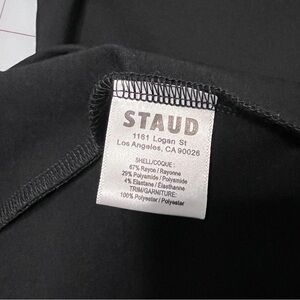 STAUD
1161 Logan St
Los Angeles, CA 90026
SHELL/COQUE:
67% Rayon / Rayonne
29% Polyamide / Polyamide
4% Elastane / Élasthanne
TRIM/GARNITURE:
100% Polyester / Polyester